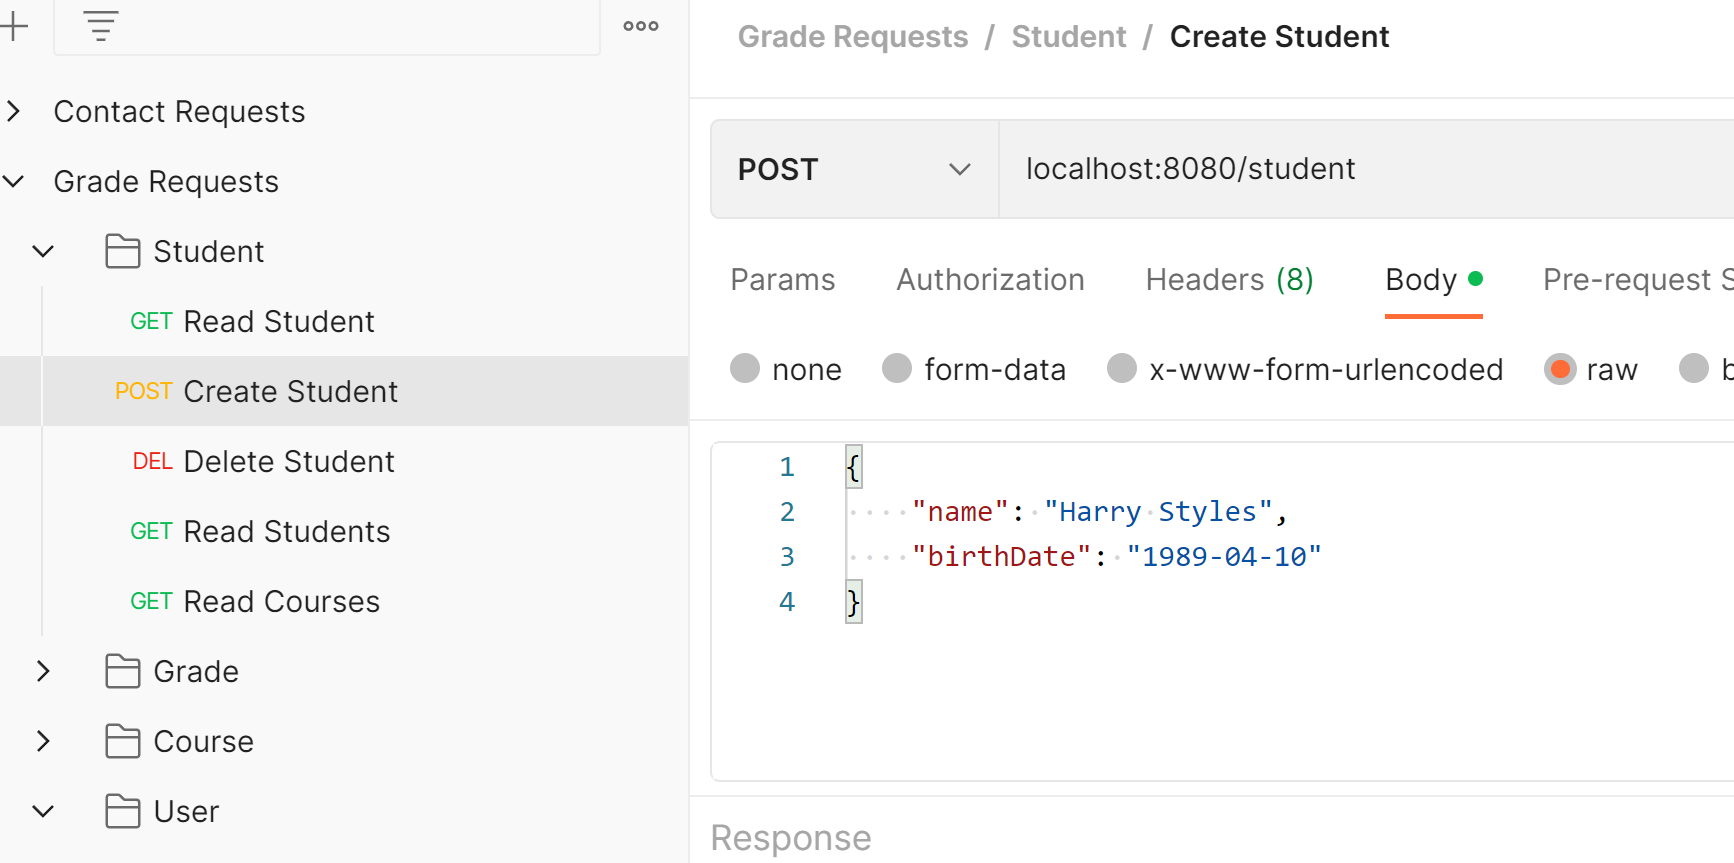 Contact Requests
Grade Requests
Student
GET Read Student
POST Create Student
DEL Delete Student
GET Read Students
GET Read Courses
Grade
Course
User
Grade Requests / Student / Create Student
POST localhost:8080/student
Params Authorization Headers (8) Body Pre-request S
none form-data x-www-form-urlencoded raw b
1 {
2 "name": "Harry Styles",
3 "birthDate": "1989-04-10"
4 }
Response